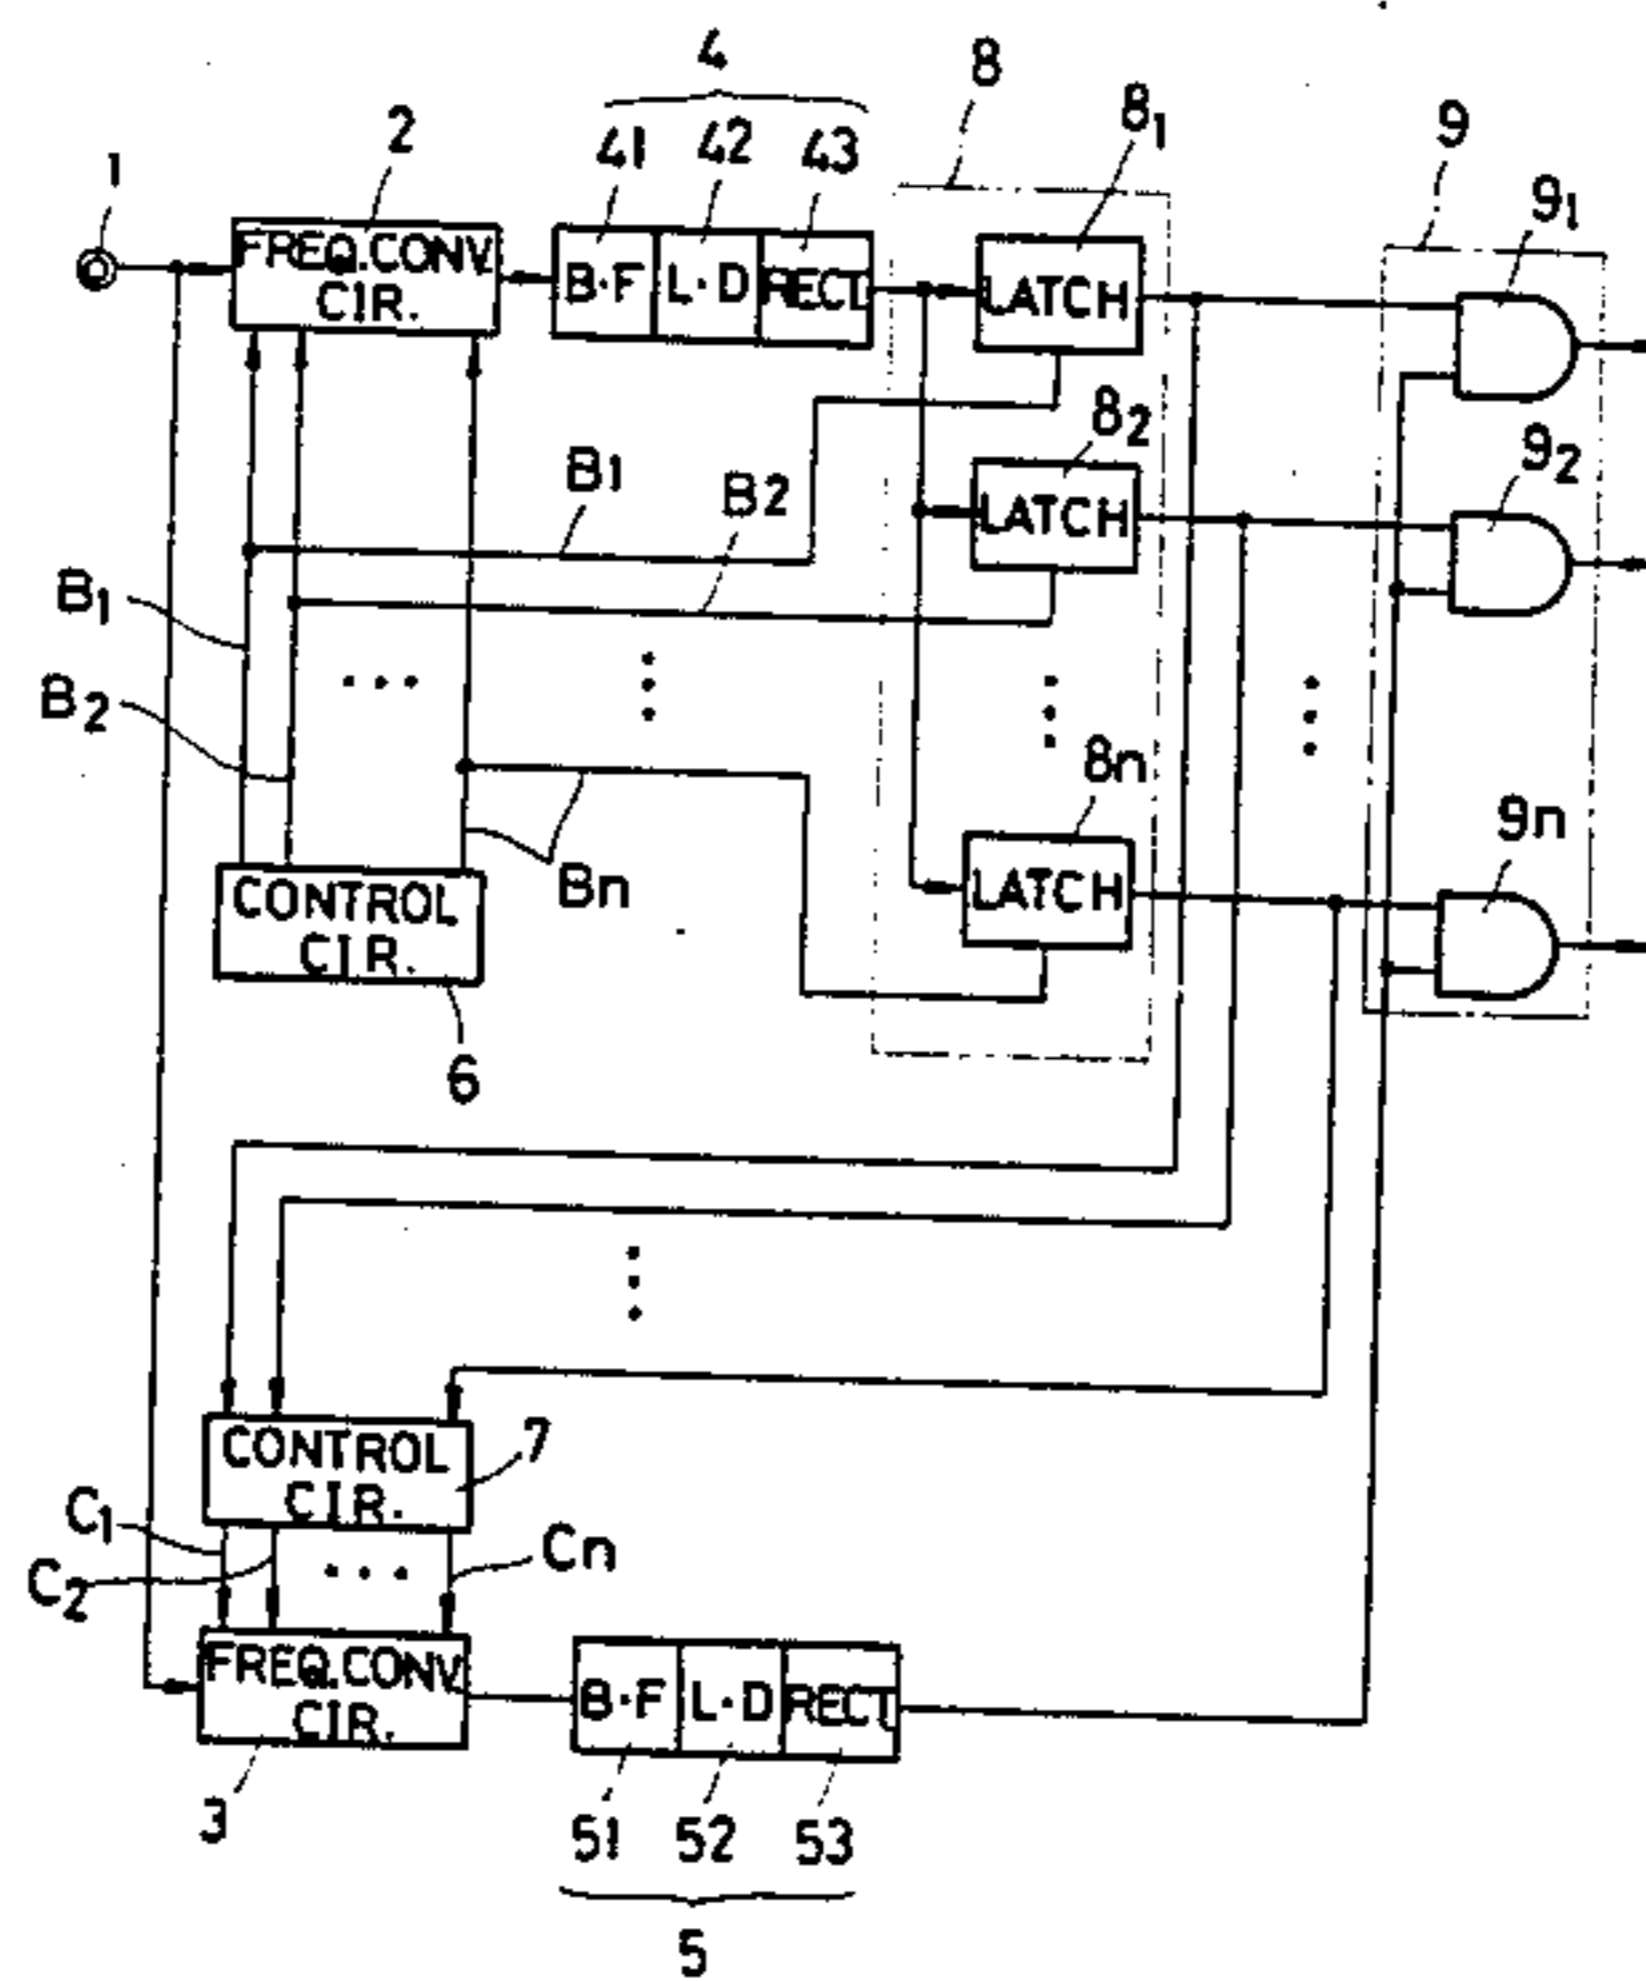 4
8
8₁
2
41
42
43
9
1
9₁
FREQ.CONV.
CIR.
B·F
L·D
RECT
LATCH
8₂
9₂
B₁
B₂
LATCH
B₁
B₂
8n
9n
LATCH
Bn
CONTROL
CIR.
6
CONTROL
CIR.
7
C₁
C₂
Cn
FREQ.CONV.
CIR.
B·F
L·D
RECT
3
51
52
53
5